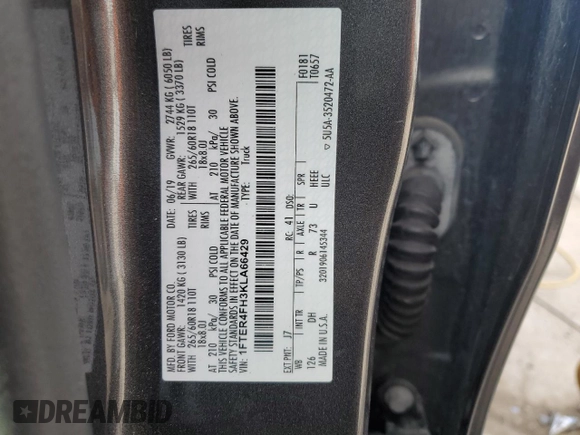 MFD. BY FORD MOTOR CO.
DATE: 06/19
GVWR: 2744 KG ( 6050 LB)
FRONT GAWR: 1420 KG ( 3130 LB)
REAR GAWR: 1529 KG ( 3370 LB)
WITH 265/60R18 110T TIRES
WITH 265/60R18 110T TIRES
18x8.0J RIMS
18x8.0J RIMS
AT 210 kPa/ 30 PSI COLD
AT 210 kPa/ 30 PSI COLD
THIS VEHICLE CONFORMS TO ALL APPLICABLE FEDERAL MOTOR VEHICLE
SAFETY STANDARDS IN EFFECT ON THE DATE OF MANUFACTURE SHOWN ABOVE.
VIN: 1FTER4FH3KLA66429
TYPE: Truck
F0181
T0657
EXT PNT: J7 RC: 41 DSO:
WB INT TR TP/PS R AXLE TR SPR
126 DH R 73 U HEEE
ULC
3201906145344
MADE IN U.S.A.
▽ 5U5A-3520472-AA
DREAMBID